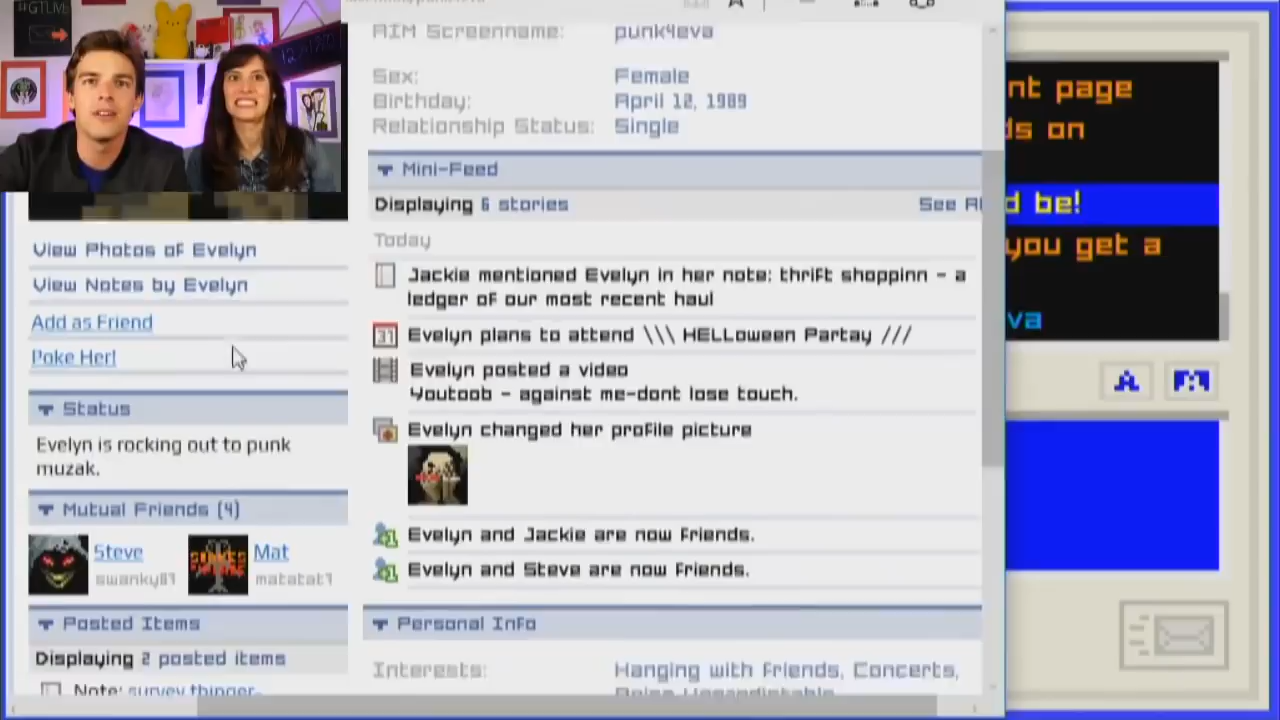 #GTLIVE
AIM Screenname: punk4eva
Sex: Female
Birthday: April 12, 1989
Relationship Status: Single
Mini-Feed
Displaying 6 stories
See Al
Today
Jackie mentioned Evelyn in her note: thrift shoppinn - a
ledger of our most recent haul
Evelyn plans to attend \\\ HELLoween Partay ///
Evelyn posted a video
Youtoob - against me-dont lose touch.
Evelyn changed her profile picture
Evelyn and Jackie are now friends.
Evelyn and Steve are now friends.
Personal Info
Interests: Hanging with friends, Concerts,
View Photos of Evelyn
View Notes by Evelyn
Add as Friend
Poke Her!
Status
Evelyn is rocking out to punk
muzak.
Mutual Friends (4)
Steve
swanky81
Mat
matatat1
Posted Items
Displaying 2 posted items
Note: survey thinger..
nt page
ds on
d be!
you get a
va
A
M
31